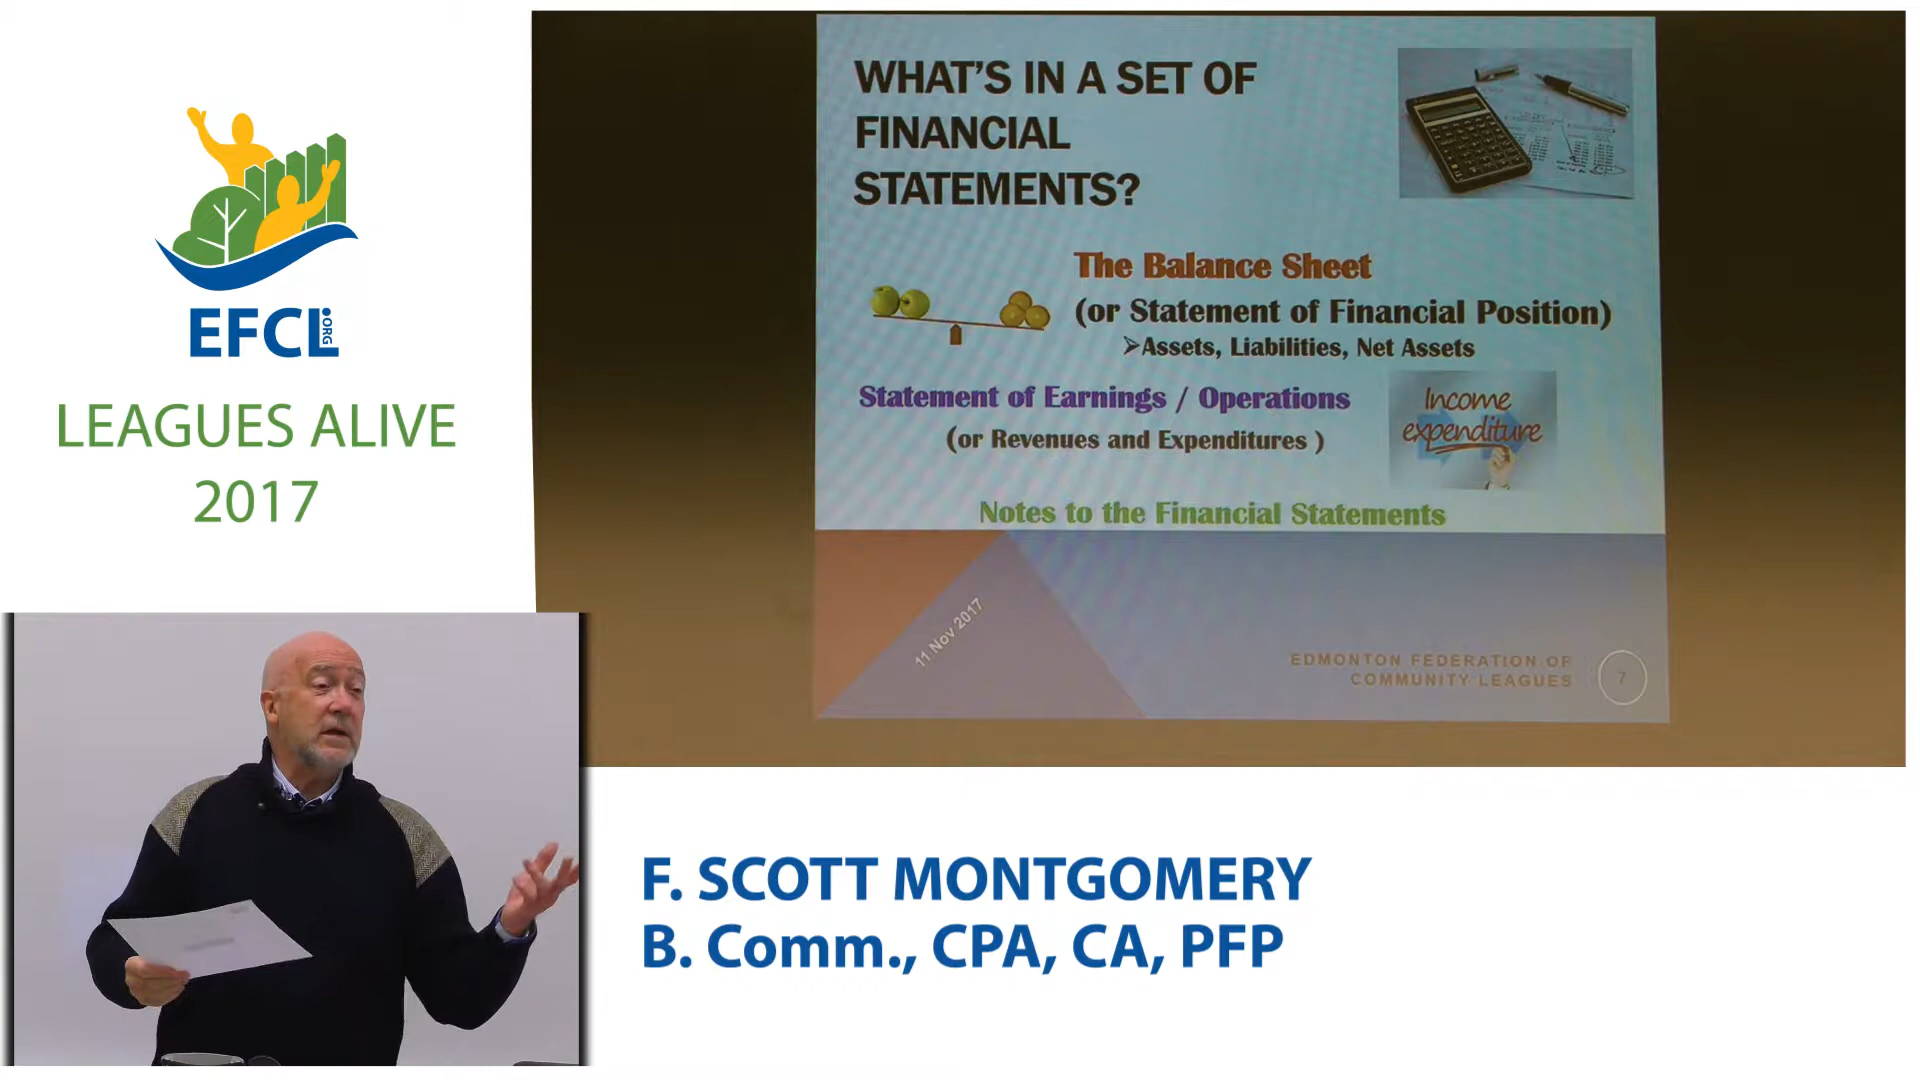 EFCL.ORG
LEAGUES ALIVE
2017
WHAT'S IN A SET OF
FINANCIAL
STATEMENTS?
The Balance Sheet
(or Statement of Financial Position)
➢Assets, Liabilities, Net Assets
Statement of Earnings / Operations
(or Revenues and Expenditures )
Income
expenditure
Notes to the Financial Statements
11 Nov 2017
EDMONTON FEDERATION OF
COMMUNITY LEAGUES
7
F. SCOTT MONTGOMERY
B. Comm., CPA, CA, PFP